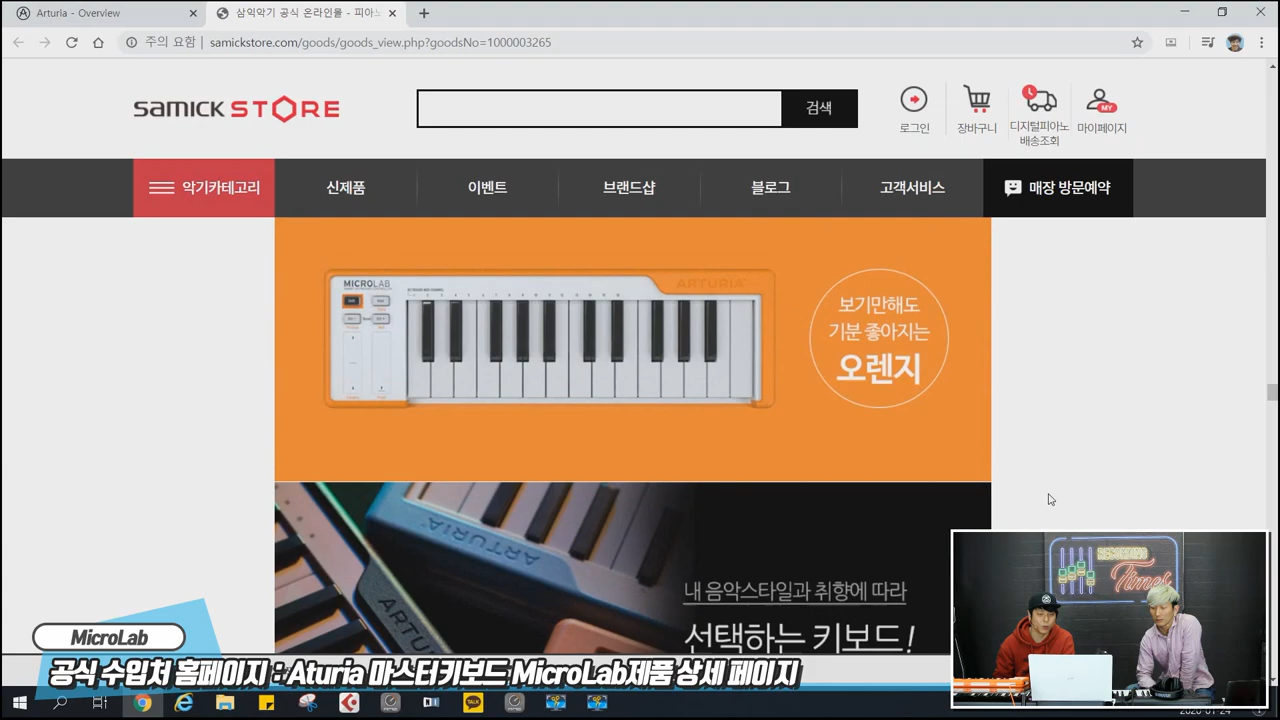 Arturia - Overview
삼익악기 공식 온라인몰 - 피아노
주의 요함 | samickstore.com/goods/goods_view.php?goodsNo=1000003265
SAMICK STORE
검색
로그인
장바구니
디지털피아노
배송조회
MY
마이페이지
악기카테고리
신제품
이벤트
브랜드샵
블로그
고객서비스
매장 방문예약
MICROLAB
ARTURIA
보기만해도
기분 좋아지는
오렌지
ARTURIA
ARTURIA
내 음악스타일과 취향에 따라
선택하는 키보드!
RECORDING
Times
MicroLab
공식 수입처 홈페이지 : Aturia 마스터키보드 MicroLab제품 상세 페이지
TALK
2020-01-24